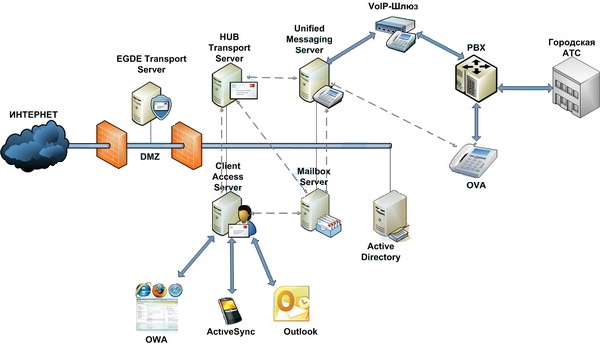 VoIP-Шлюз
HUB
Transport
Server
Unified
Messaging
Server
PBX
Городская
АТС
EGDE Transport
Server
ИНТЕРНЕТ
DMZ
Client
Access
Server
Mailbox
Server
OVA
Active
Directory
OWA
ActiveSync
Outlook